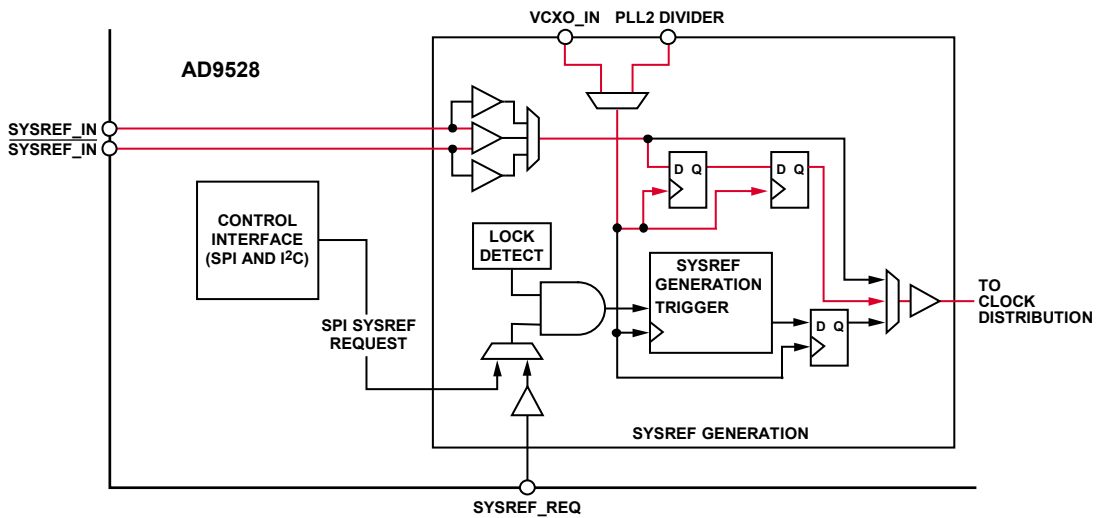 VCXO_IN PLL2 DIVIDER
AD9528
SYSREF_IN
SYSREF_IN
D Q
D Q
CONTROL
INTERFACE
(SPI AND I²C)
LOCK
DETECT
SYSREF
GENERATION
TRIGGER
TO
CLOCK
DISTRIBUTION
D Q
SPI SYSREF
REQUEST
SYSREF GENERATION
SYSREF_REQ